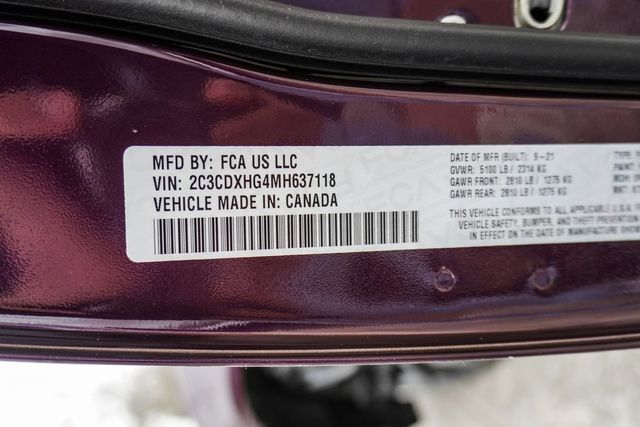 MFD BY: FCA US LLC
VIN: 2C3CDXHG4MH637118
VEHICLE MADE IN: CANADA
DATE OF MFR (BUILT): 9-21
GVWR: 5100 LB / 2314 KG
GAWR FRONT: 2810 LB / 1275 KG
GAWR REAR: 2810 LB / 1275 KG
THIS VEHICLE CONFORMS TO ALL APPLICABLE U.S.A.
VEHICLE SAFETY, BUMPER, AND THEFT PREVENTION
IN EFFECT ON THE DATE OF MANUFACTURE SHOWN